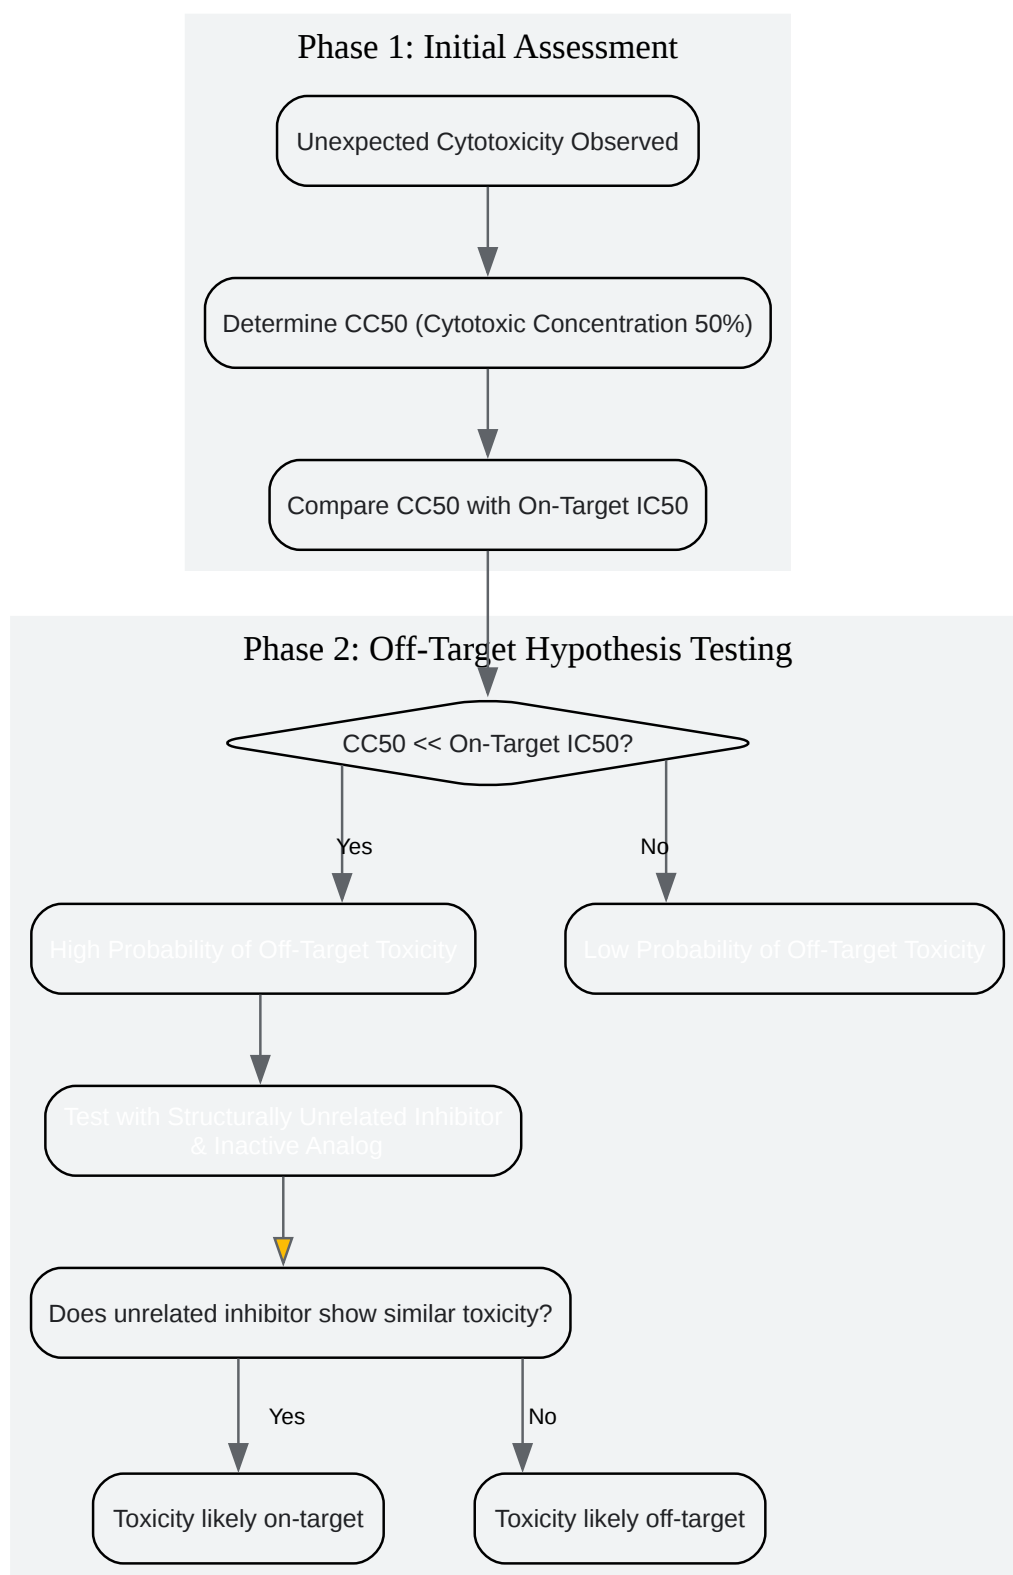 Phase 1: Initial Assessment
Unexpected Cytotoxicity Observed
Determine CC50 (Cytotoxic Concentration 50%)
Compare CC50 with On-Target IC50
Phase 2: Off-Target Hypothesis Testing
CC50 << On-Target IC50?
Yes
No
High Probability of Off-Target Toxicity
Low Probability of Off-Target Toxicity
Test with Structurally Unrelated Inhibitor
& Inactive Analog
Does unrelated inhibitor show similar toxicity?
Yes
No
Toxicity likely on-target
Toxicity likely off-target